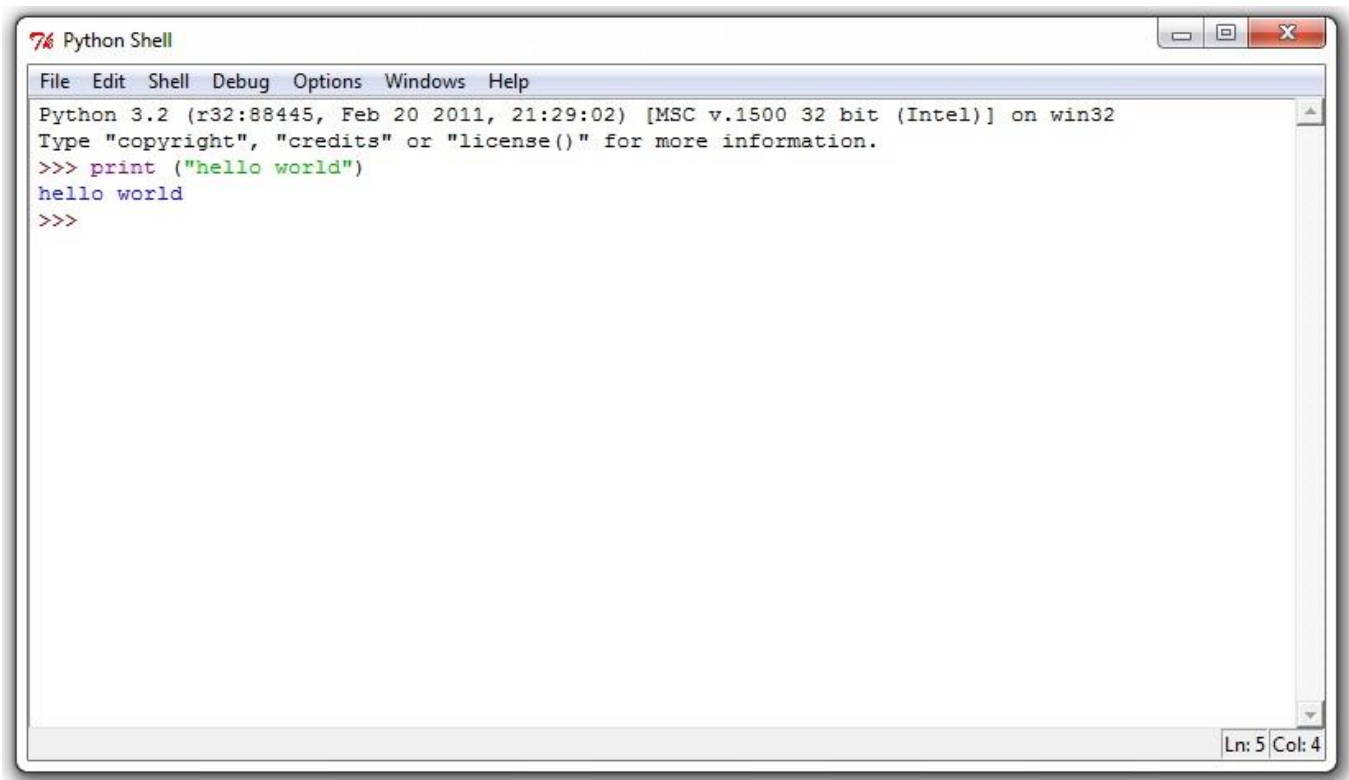 Python Shell
File Edit Shell Debug Options Windows Help
Python 3.2 (r32:88445, Feb 20 2011, 21:29:02) [MSC v.1500 32 bit (Intel)] on win32
Type "copyright", "credits" or "license()" for more information.
>>> print ("hello world")
hello world
>>>
Ln: 5 Col: 4